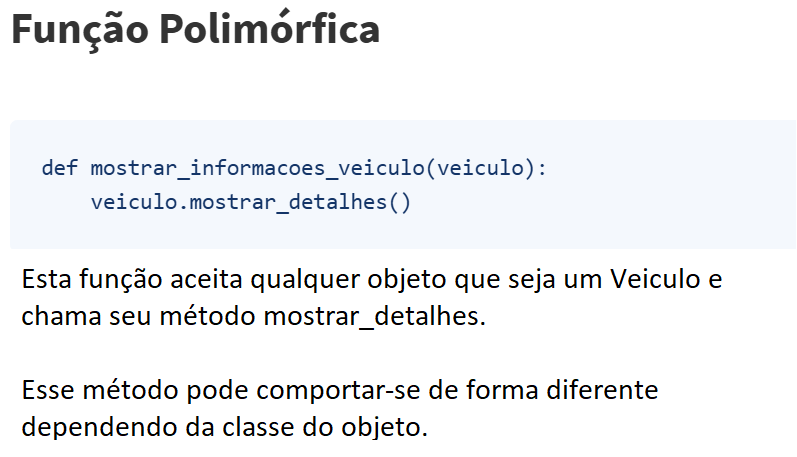 Função Polimórfica
def mostrar_informacoes_veiculo(veiculo):
    veiculo.mostrar_detalhes()
Esta função aceita qualquer objeto que seja um Veiculo e
chama seu método mostrar_detalhes.
Esse método pode comportar-se de forma diferente
dependendo da classe do objeto.